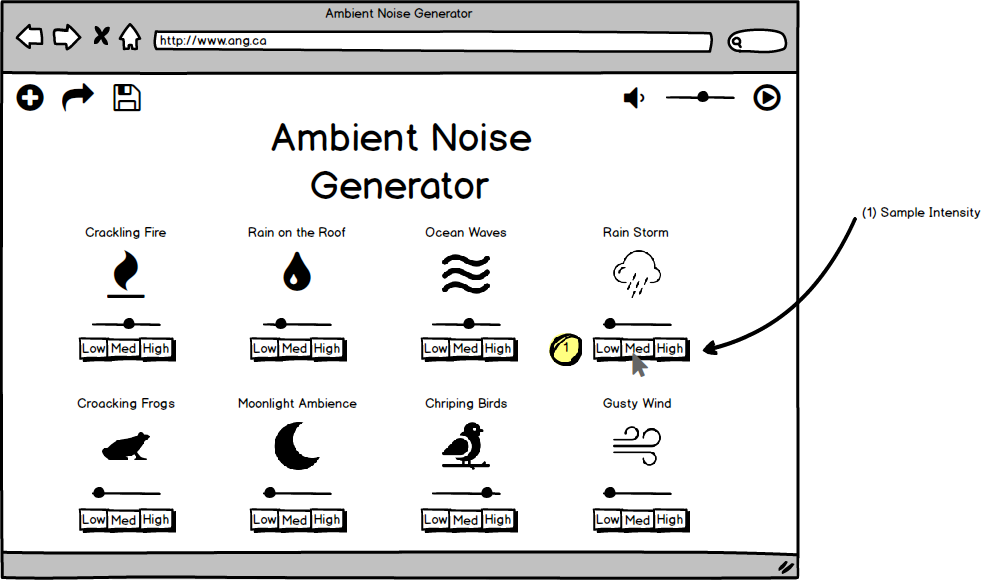 Ambient Noise Generator
http://www.ang.ca
Ambient Noise
Generator
(1) Sample Intensity
Crackling Fire
Rain on the Roof
Ocean Waves
Rain Storm
Low Med High
Low Med High
Low Med High
1
Low Med High
Croacking Frogs
Moonlight Ambience
Chriping Birds
Gusty Wind
Low Med High
Low Med High
Low Med High
Low Med High